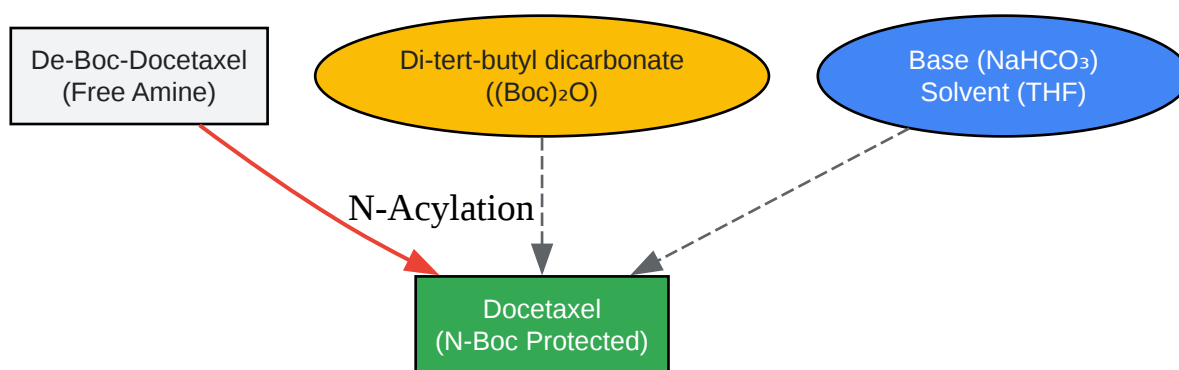 De-Boc-Docetaxel
(Free Amine)
Di-tert-butyl dicarbonate
((Boc)₂O)
Base (NaHCO₃)
Solvent (THF)
N-Acylation
Docetaxel
(N-Boc Protected)